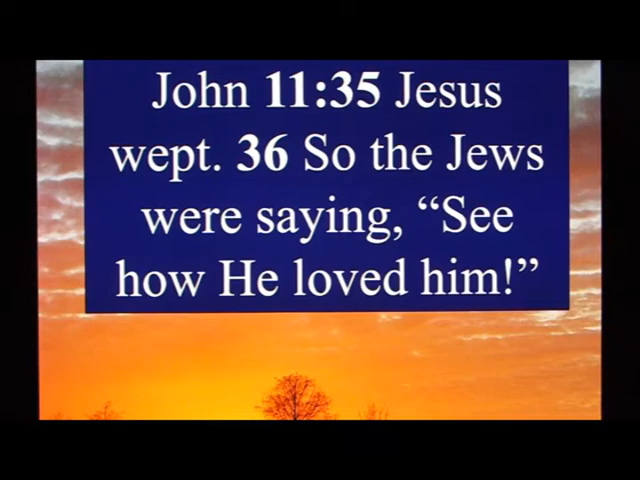 John 11:35 Jesus
wept. 36 So the Jews
were saying, “See
how He loved him!”